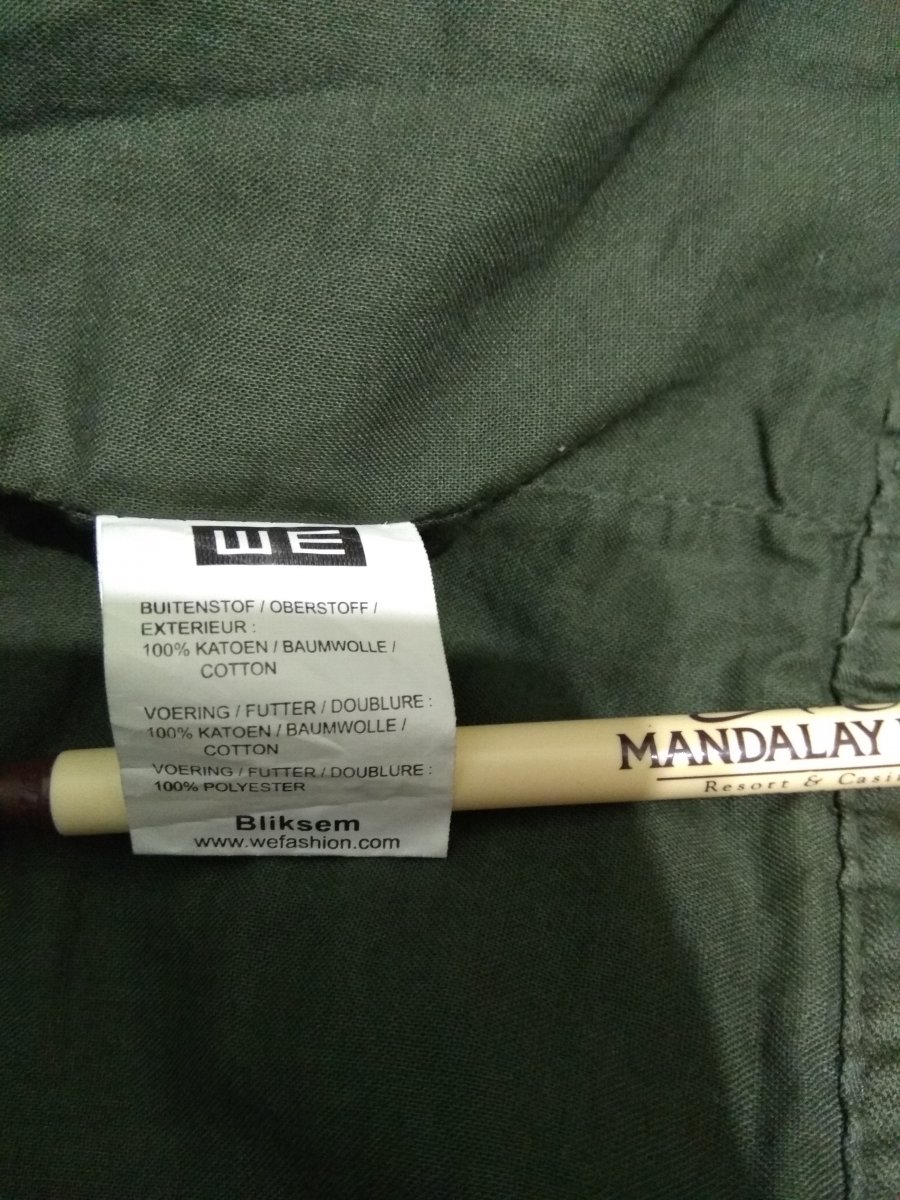 WE
BUITENSTOF / OBERSTOFF /
EXTERIEUR :
100% KATOEN / BAUMWOLLE /
COTTON
VOERING / FUTTER / DOUBLURE :
100% KATOEN / BAUMWOLLE /
COTTON
VOERING / FUTTER / DOUBLURE :
100% POLYESTER
Bliksem
www.wefashion.com
MANDALAY
Resort &